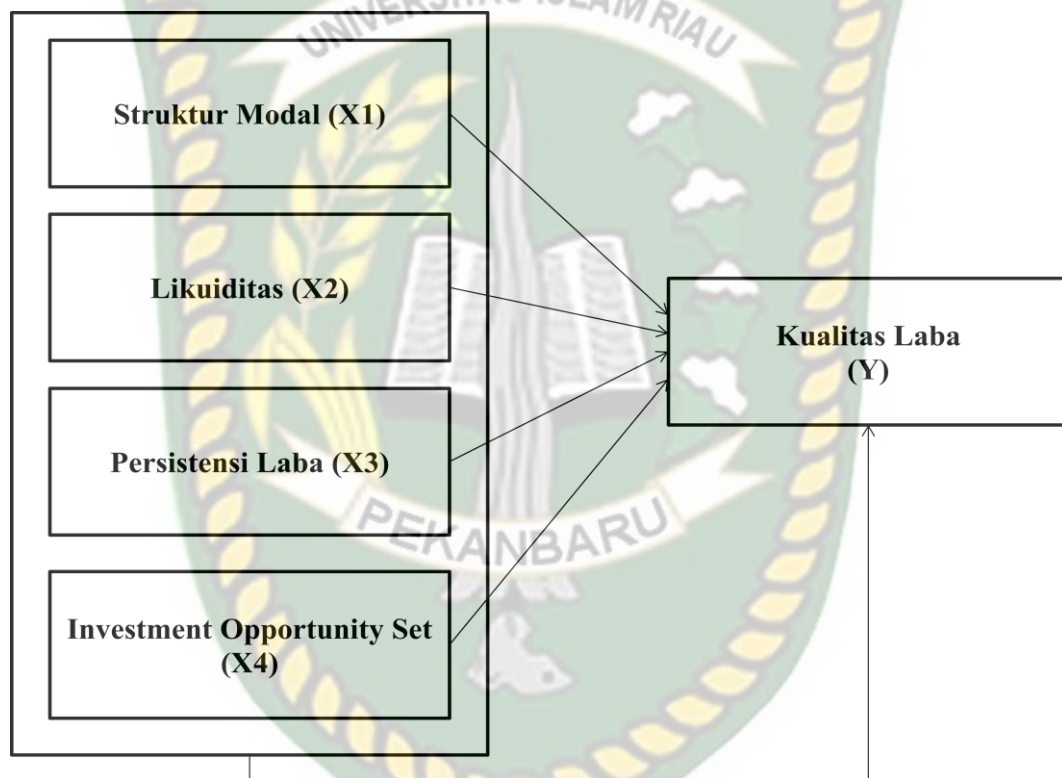 UNIVERSITAS ISLAM RIAU
Struktur Modal (X1)
Likuiditas (X2)
Kualitas Laba
(Y)
Persistensi Laba (X3)
PEKANBARU
Investment Opportunity Set
(X4)